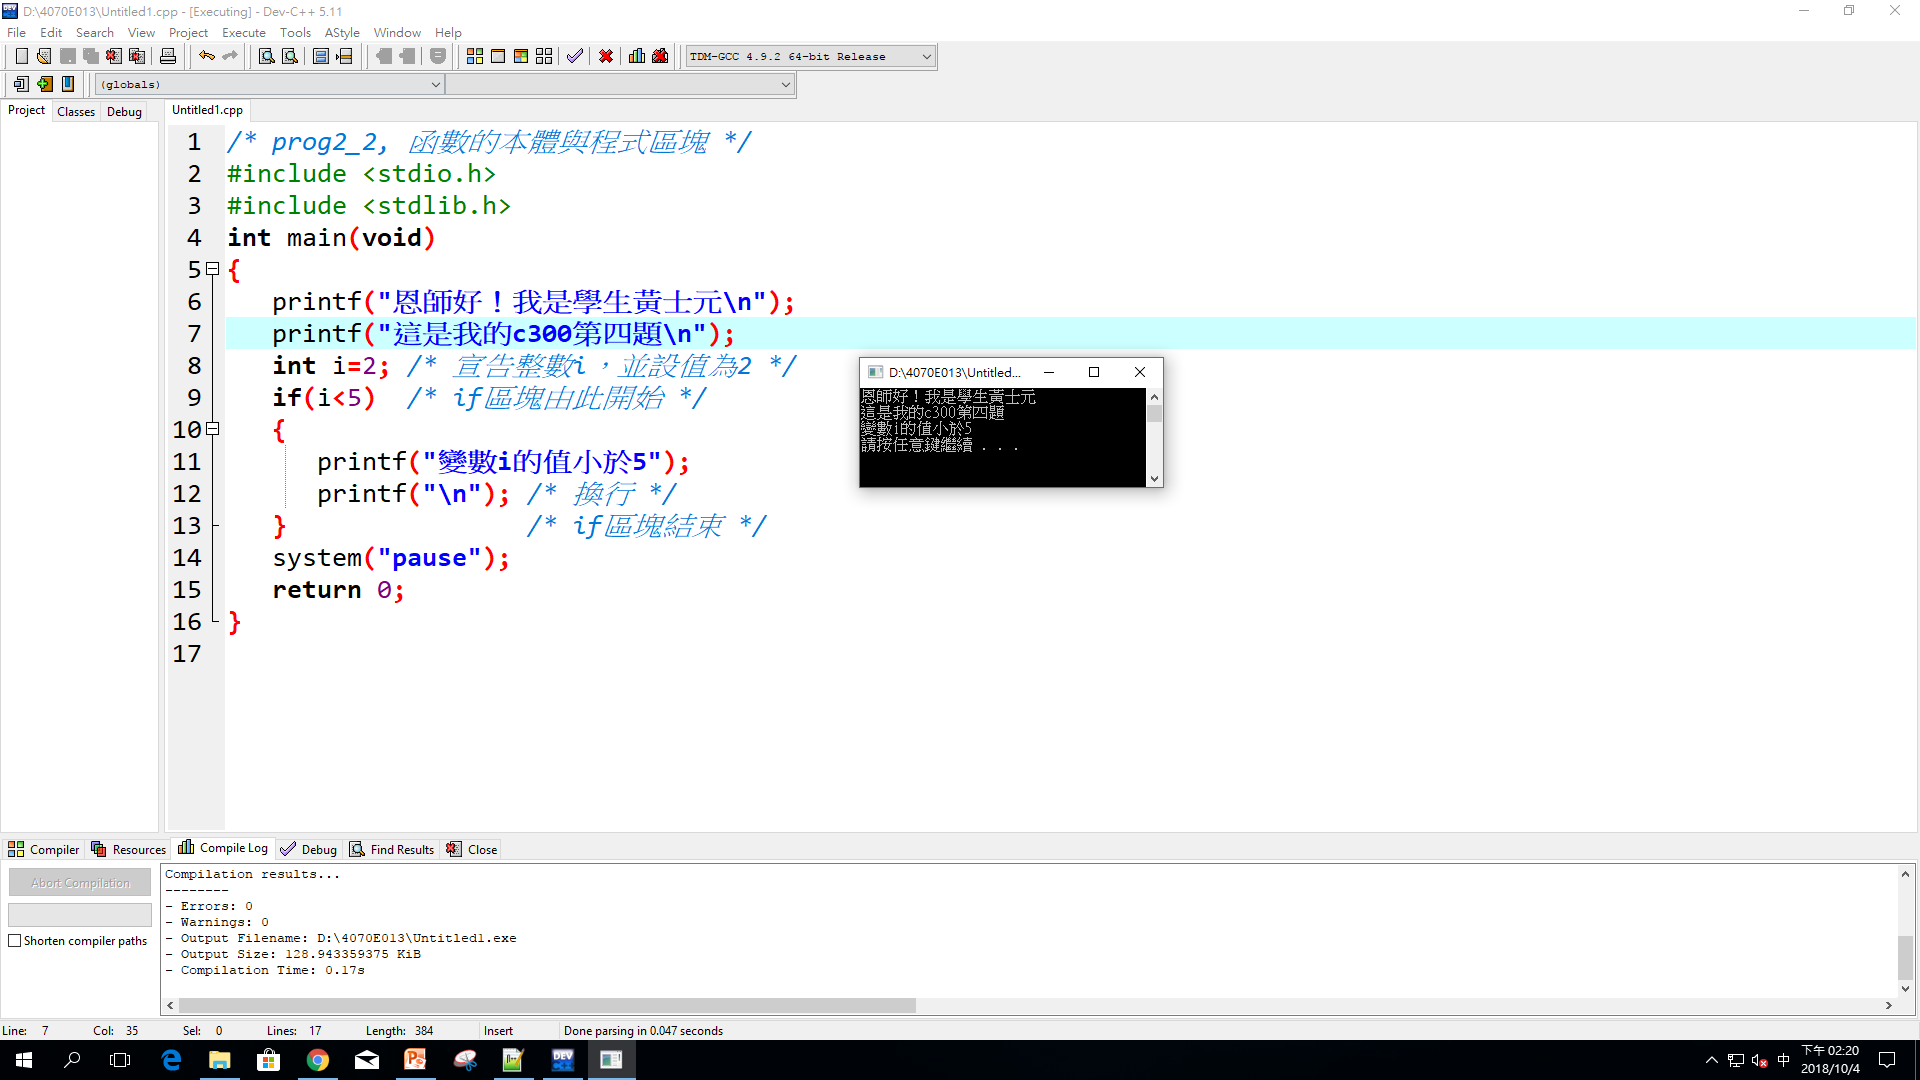 D:\4070E013\Untitled1.cpp - [Executing] - Dev-C++ 5.11
File Edit Search View Project Execute Tools AStyle Window Help
TDM-GCC 4.9.2 64-bit Release
(globals)
Project Classes Debug Untitled1.cpp
1 /* prog2_2, 函數的本體與程式區塊 */
2 #include <stdio.h>
3 #include <stdlib.h>
4 int main(void)
5 {
6 printf("恩師好！我是學生黃士元\n");
7 printf("這是我的c300第四題\n");
8 int i=2; /* 宣告整數i，並設值為2 */
9 if(i<5) /* if區塊由此開始 */
10 {
11 printf("變數i的值小於5");
12 printf("\n"); /* 換行 */
13 } /* if區塊結束 */
14 system("pause");
15 return 0;
16 }
17
D:\4070E013\Untitled...
恩師好！我是學生黃士元
這是我的c300第四題
變數i的值小於5
請按任意鍵繼續 . . .
Compiler Resources Compile Log Debug Find Results Close
Abort Compilation
Shorten compiler paths
Compilation results...
--------
- Errors: 0
- Warnings: 0
- Output Filename: D:\4070E013\Untitled1.exe
- Output Size: 128.943359375 KiB
- Compilation Time: 0.17s
Line: 7 Col: 35 Sel: 0 Lines: 17 Length: 384 Insert Done parsing in 0.047 seconds
中
下午 02:20
2018/10/4